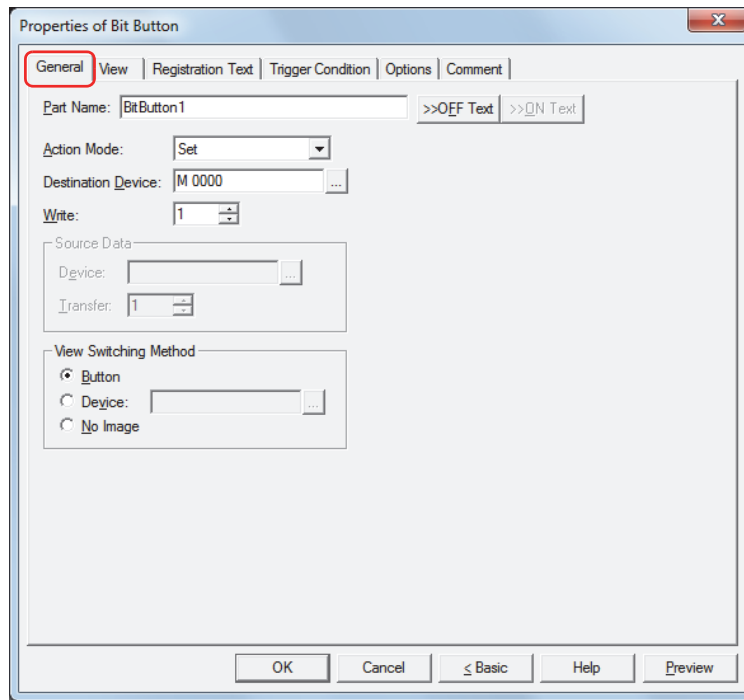 Properties of Bit Button
General View Registration Text Trigger Condition Options Comment
Part Name: BitButton1 >>OFF Text >>ON Text
Action Mode: Set
Destination Device: M 0000 ...
Write: 1
Source Data
Device: ...
Transfer: 1
View Switching Method
Button
Device: ...
No Image
OK Cancel < Basic Help Preview